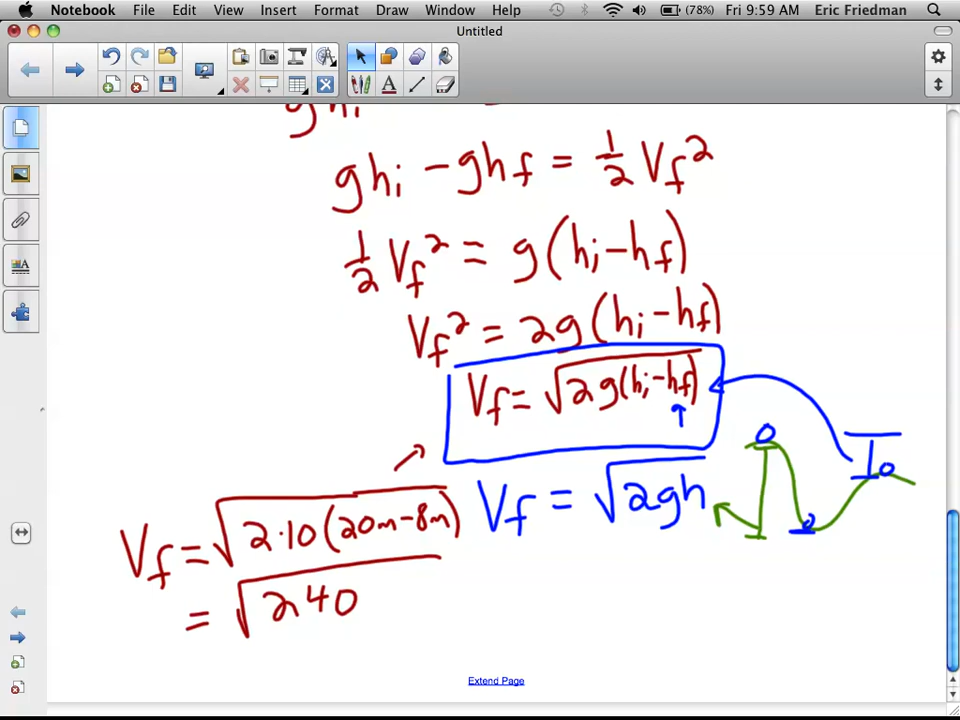 Notebook File Edit View Insert Format Draw Window Help (78%) Fri 9:59 AM Eric Friedman
Untitled
ghi
ghi - ghf = 1/2 Vf²
1/2 Vf² = g(hi-hf)
Vf² = 2g(hi-hf)
Vf = √2g(hi-hf)
Vf = √2gh
Vf = √2·10(20m-8m)
= √240
Extend Page